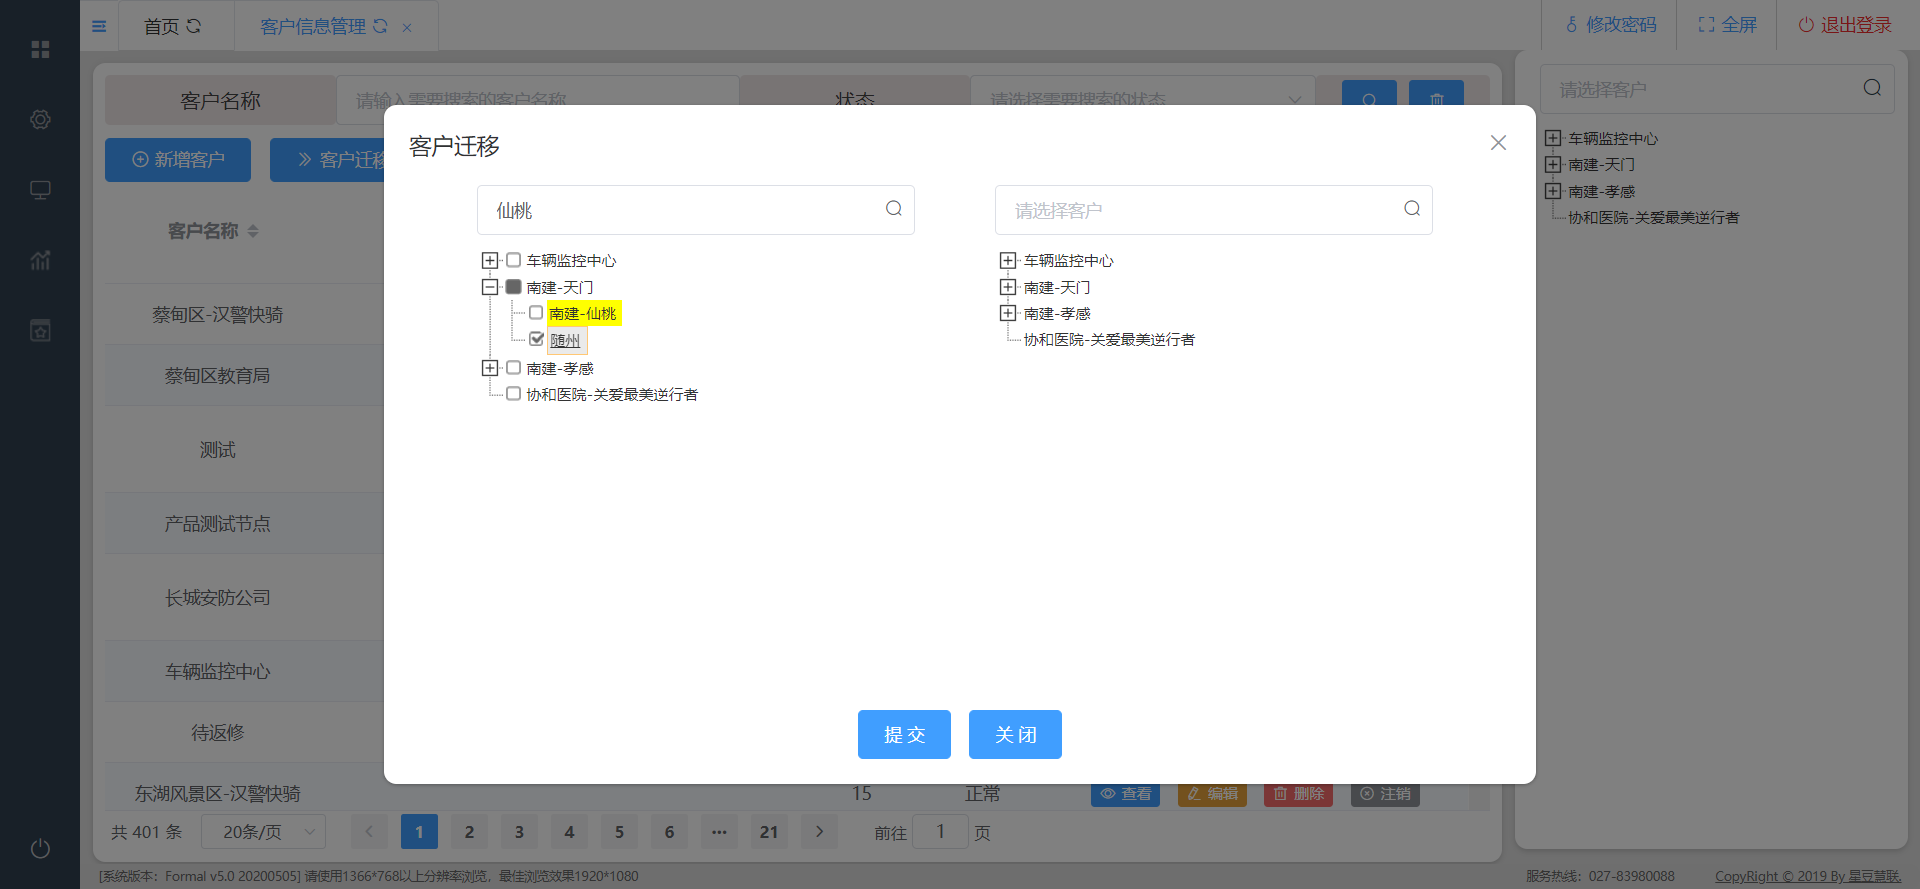 首页
客户信息管理
修改密码
全屏
退出登录
客户名称
请输入需要搜索的客户名称
状态
请选择需要搜索的状态
请选择客户
新增客户
客户迁移
车辆监控中心
南建-天门
南建-孝感
协和医院-关爱最美逆行者
客户名称
蔡甸区-汉警快骑
蔡甸区教育局
测试
产品测试节点
长城安防公司
车辆监控中心
待返修
东湖风景区-汉警快骑
15
正常
查看
编辑
删除
注销
客户迁移
仙桃
请选择客户
车辆监控中心
南建-天门
南建-仙桃
随州
南建-孝感
协和医院-关爱最美逆行者
车辆监控中心
南建-天门
南建-孝感
协和医院-关爱最美逆行者
提交
关闭
共 401 条
20条/页
1
2
3
4
5
6
•••
21
前往
1
页
[系统版本：Formal v5.0 20200505] 请使用1366*768以上分辨率浏览，最佳浏览效果1920*1080
服务热线：027-83980088
CopyRight © 2019 By 星豆慧联.